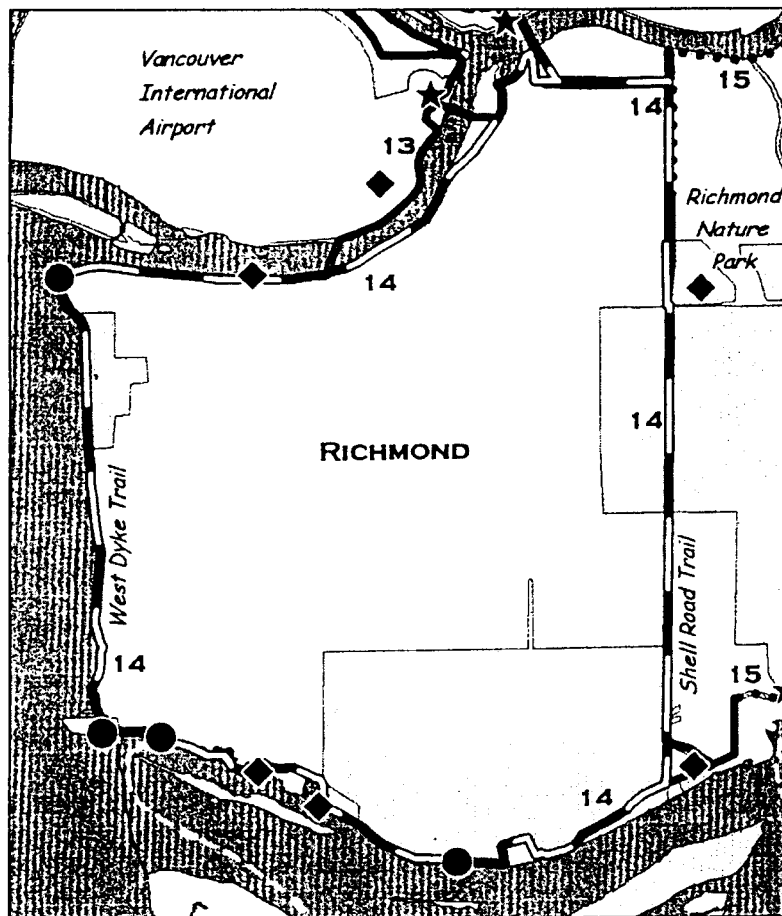 Vancouver
International
Airport
13
14
15
Richmond
Nature
Park
14
14
RICHMOND
West Dyke Trail
Shell Road Trail
14
15
14